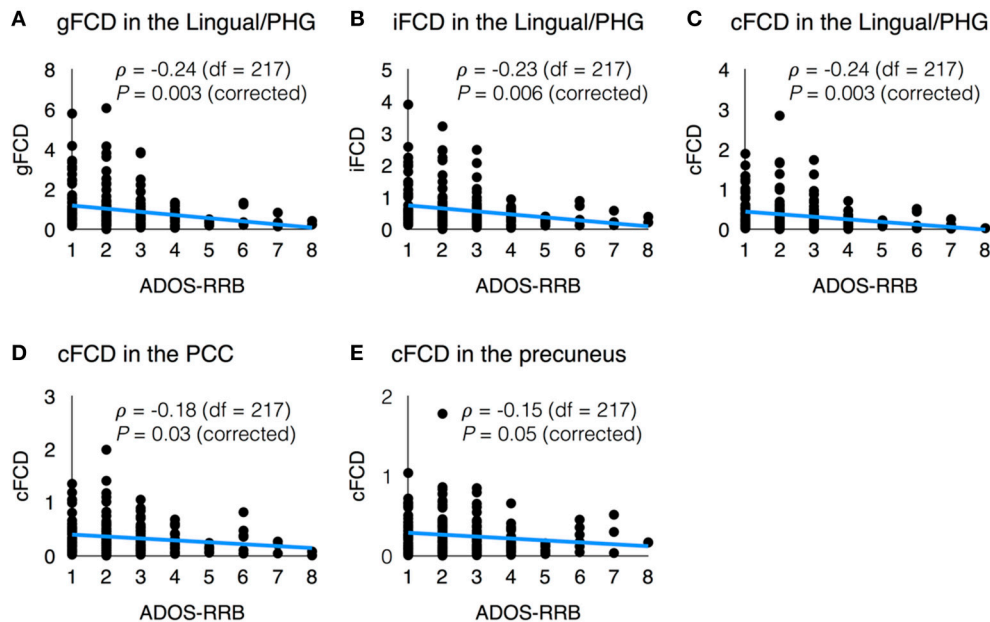 A gFCD in the Lingual/PHG
ρ = -0.24 (df = 217)
P = 0.003 (corrected)
8
6
4
2
0
gFCD
1 2 3 4 5 6 7 8
ADOS-RRB
B iFCD in the Lingual/PHG
ρ = -0.23 (df = 217)
P = 0.006 (corrected)
5
4
3
2
1
0
iFCD
1 2 3 4 5 6 7 8
ADOS-RRB
C cFCD in the Lingual/PHG
ρ = -0.24 (df = 217)
P = 0.003 (corrected)
4
3
2
1
0
cFCD
1 2 3 4 5 6 7 8
ADOS-RRB
D cFCD in the PCC
ρ = -0.18 (df = 217)
P = 0.03 (corrected)
3
2
1
0
cFCD
1 2 3 4 5 6 7 8
ADOS-RRB
E cFCD in the precuneus
ρ = -0.15 (df = 217)
P = 0.05 (corrected)
2
1
0
cFCD
1 2 3 4 5 6 7 8
ADOS-RRB